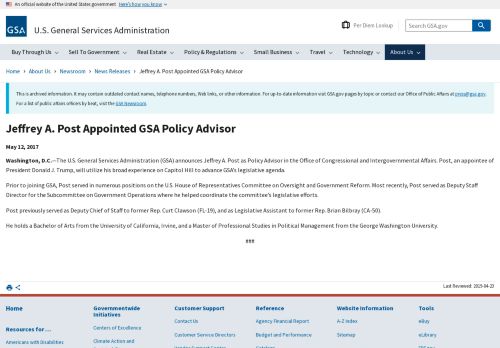 An official website of the United States government Here's how you know
GSA U.S. General Services Administration
Per Diem Lookup
Search GSA.gov
Buy Through Us Sell To Government Real Estate Policy & Regulations Small Business Travel Technology About Us
Home › About Us › Newsroom › News Releases › Jeffrey A. Post Appointed GSA Policy Advisor
This is archived information. It may contain outdated contact names, telephone numbers, Web links, or other information. For up-to-date information visit GSA.gov pages by topic or contact our Office of Public Affairs at press@gsa.gov.
For a list of public affairs officers by beat, visit the GSA Newsroom.
Jeffrey A. Post Appointed GSA Policy Advisor
May 12, 2017
Washington, D.C.—The U.S. General Services Administration (GSA) announces Jeffrey A. Post as Policy Advisor in the Office of Congressional and Intergovernmental Affairs. Post, an appointee
of President Donald J. Trump, will utilize his broad experience on Capitol Hill to advance GSA's legislative agenda.
Prior to joining GSA, Post served in numerous positions on the U.S. House of Representatives Committee on Oversight and Government Reform. Most recently, Post served as Deputy Staff
Director for the Subcommittee on Government Operations where he helped coordinate the committee's legislative efforts.
Post previously served as Deputy Chief of Staff to former Rep. Curt Clawson (FL-19), and as Legislative Assistant to former Rep. Brian Bilbray (CA-50).
He holds a Bachelor of Arts from the University of California, Irvine, and a Master of Professional Studies in Political Management from the George Washington University.
###
Last Reviewed: 2019-04-23
Home
Resources for...
Americans with Disabilities
Governmentwide
Initiatives
Centers of Excellence
Climate Action and
Customer Support
Contact Us
Customer Service Directors
Reference
Agency Financial Report
Budget and Performance
Website Information
A-Z Index
Sitemap
Tools
eBuy
eLibrary